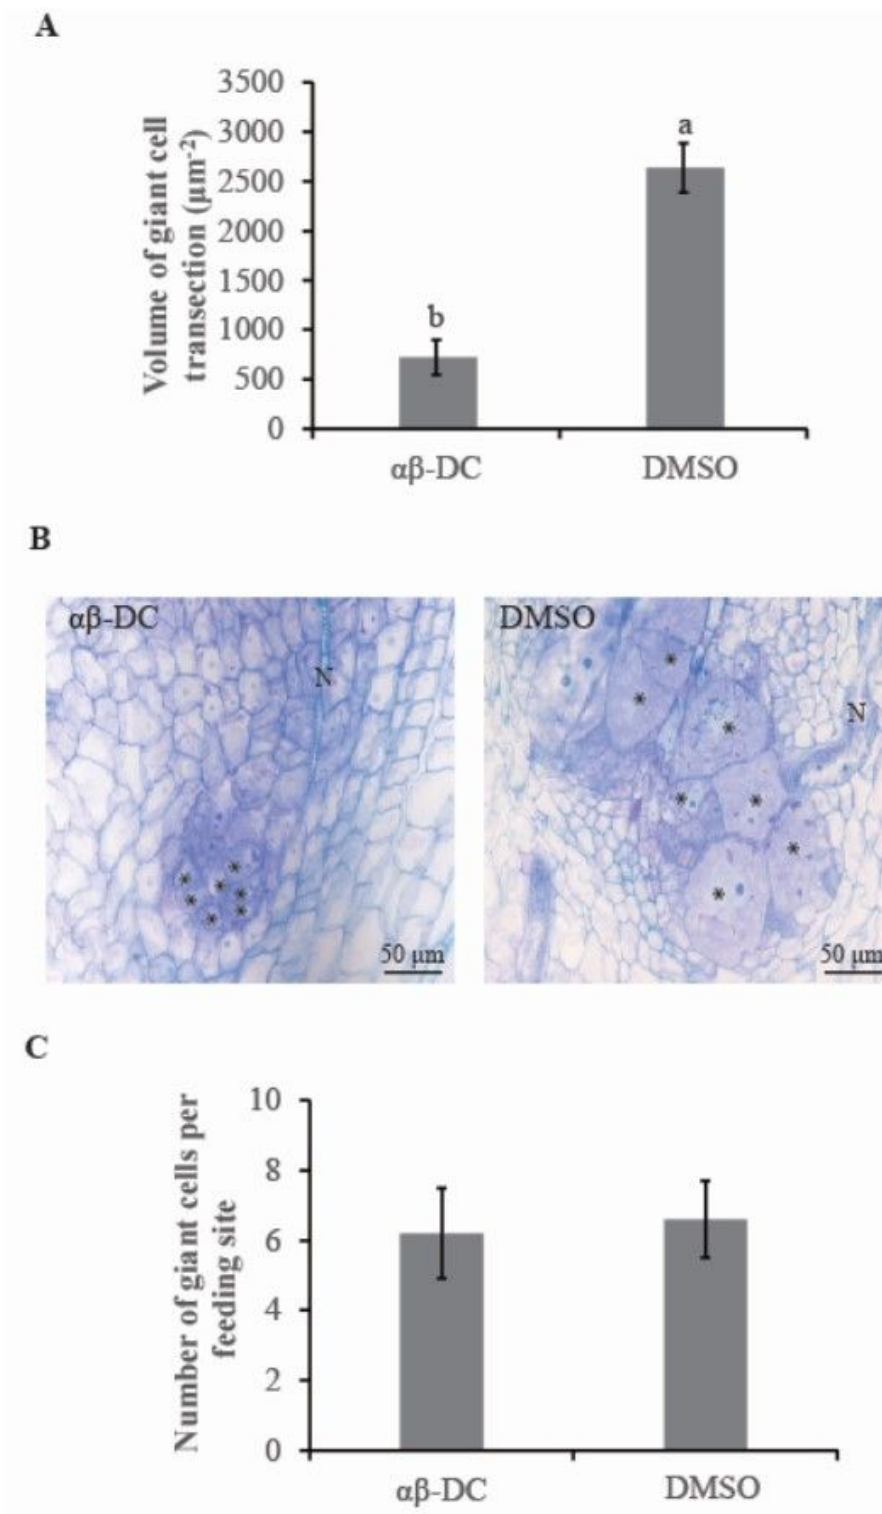 A
3500
3000
2500
2000
1500
1000
500
0
Volume of giant cell
transection (µm⁻²)
b
a
αβ-DC
DMSO
B
αβ-DC
N
*
*
*
*
*
*
*
*
50 µm
DMSO
N
*
*
*
*
*
*
*
50 µm
C
10
8
6
4
2
0
Number of giant cells per
feeding site
αβ-DC
DMSO